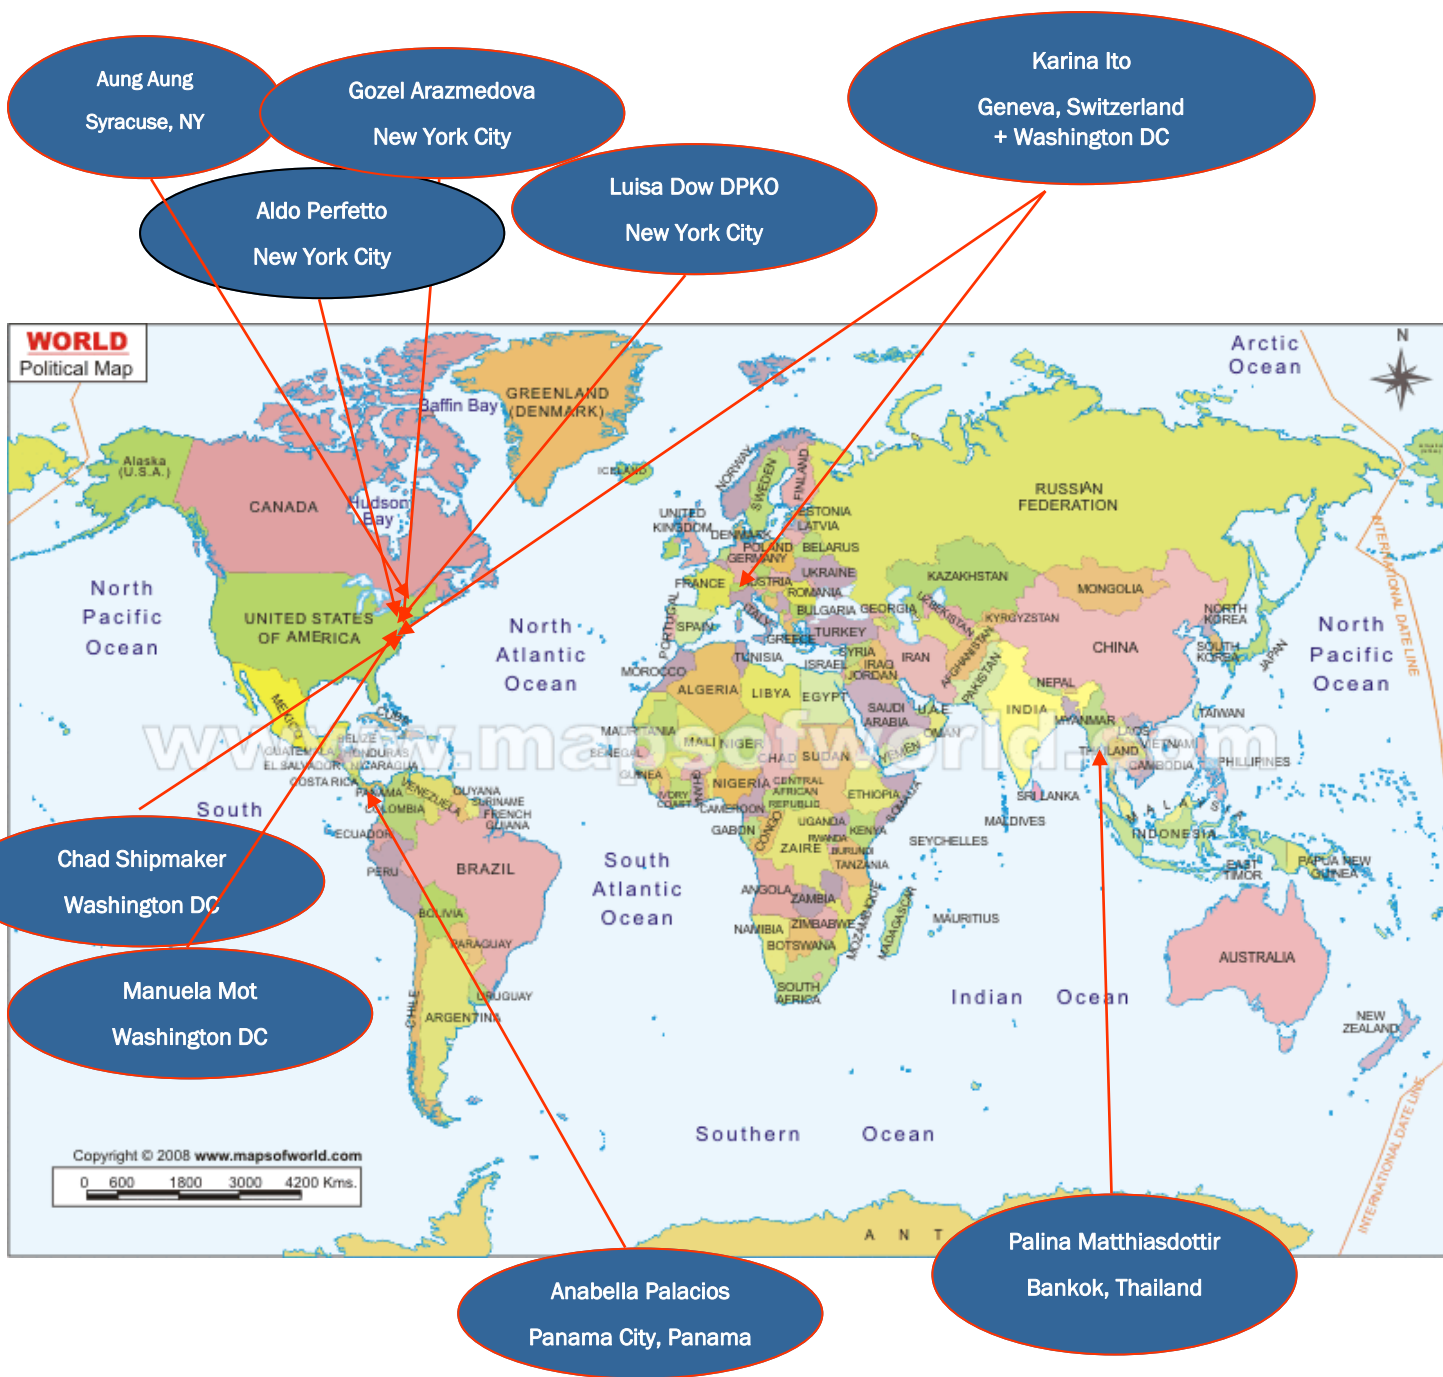 Aung Aung
Syracuse, NY
Gozel Arazmedova
New York City
Aldo Perfetto
New York City
Luisa Dow DPKO
New York City
Karina Ito
Geneva, Switzerland
+ Washington DC
WORLD
Political Map
Arctic
Ocean
N
GREENLAND
(DENMARK)
Baffin Bay
Alaska
(U.S.A.)
ICELAND
CANADA
Hudson
Bay
NORWAY
SWEDEN
FINLAND
RUSSIAN
FEDERATION
UNITED
KINGDOM
ESTONIA
LATVIA
DENMARK
POLAND
BELARUS
GERMANY
UKRAINE
FRANCE
AUSTRIA
ROMANIA
KAZAKHSTAN
MONGOLIA
INTERNATIONAL DATE LINE
North
Pacific
Ocean
UNITED STATES
OF AMERICA
North
Atlantic
Ocean
PORTUGAL
SPAIN
ITALY
BULGARIA
GEORGIA
UZBEKISTAN
KYRGYZSTAN
GREECE
TURKEY
NORTH
KOREA
SOUTH
KOREA
JAPAN
North
Pacific
Ocean
CHINA
MOROCCO
TUNISIA
SYRIA
ISRAEL
IRAQ
JORDAN
IRAN
AFGHANISTAN
PAKISTAN
NEPAL
ALGERIA
LIBYA
EGYPT
SAUDI
ARABIA
U.A.E.
OMAN
INDIA
MYANMAR
TAIWAN
MEXICO
CUBA
www.mapsofworld.com
MAURITANIA
MALI
NIGER
CHAD
SUDAN
YEMEN
LAOS
VIETNAM
THAILAND
CAMBODIA
PHILLIPINES
BELIZE
GUATEMALA
HONDURAS
EL SALVADOR
NICARAGUA
COSTA RICA
PANAMA
VENEZUELA
GUYANA
SURINAME
FRENCH
GUIANA
COLOMBIA
SENEGAL
GUINEA
IVORY
COAST
GHANA
NIGERIA
CENTRAL
AFRICAN
REPUBLIC
CAMEROON
ETHIOPIA
SOMALIA
SRI LANKA
MALDIVES
MALAYSIA
INDONESIA
South
ECUADOR
PERU
BRAZIL
GABON
CONGO
ZAIRE
UGANDA
RWANDA
BURUNDI
KENYA
TANZANIA
SEYCHELLES
EAST
TIMOR
PAPUA NEW
GUINEA
South
Atlantic
Ocean
Chad Shipmaker
Washington DC
BOLIVIA
PARAGUAY
ANGOLA
ZAMBIA
ZIMBABWE
MOZAMBIQUE
MADAGASCAR
MAURITIUS
NAMIBIA
BOTSWANA
AUSTRALIA
SOUTH
AFRICA
Indian Ocean
NEW
ZEALAND
CHILE
URUGUAY
ARGENTINA
Manuela Mot
Washington DC
INTERNATIONAL DATE LINE
Southern Ocean
Copyright © 2008 www.mapsofworld.com
0 600 1800 3000 4200 Kms.
A N T
Palina Matthiasdottir
Bankok, Thailand
Anabella Palacios
Panama City, Panama